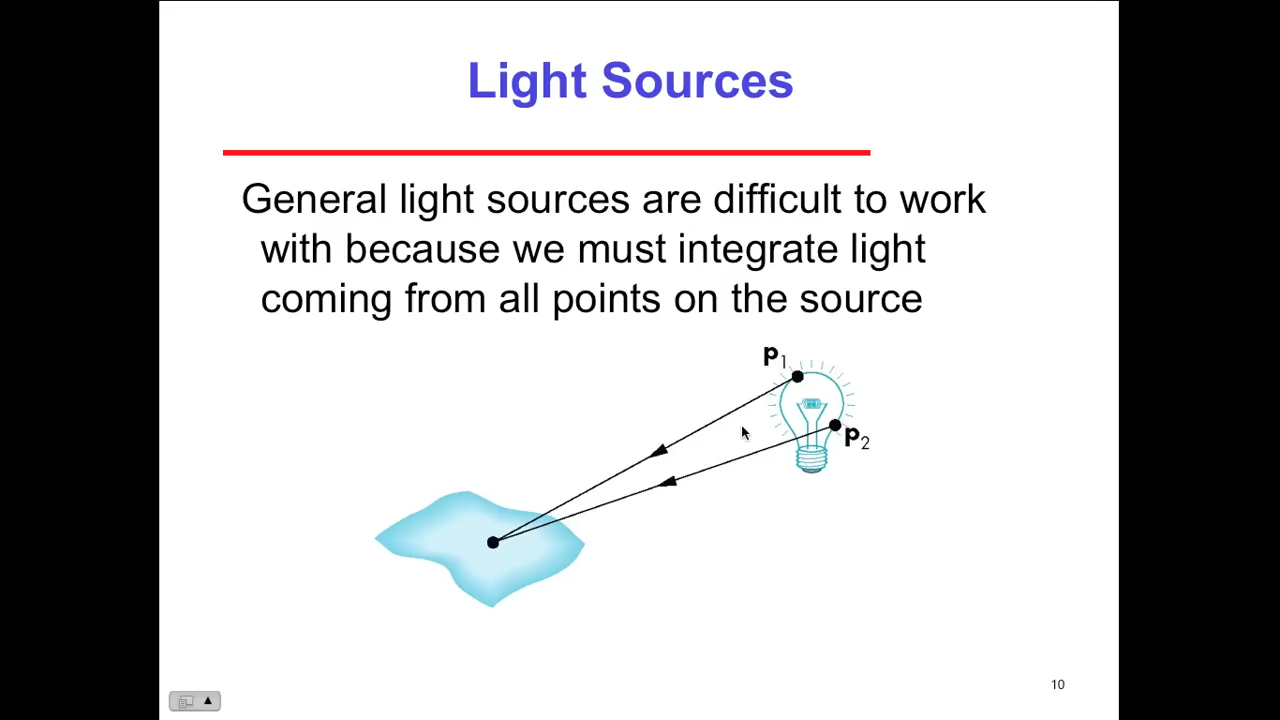 Light Sources
General light sources are difficult to work
with because we must integrate light
coming from all points on the source
p1
p2
10